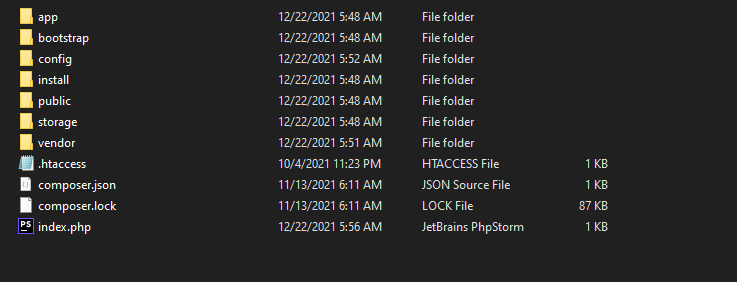 app 12/22/2021 5:48 AM File folder
bootstrap 12/22/2021 5:48 AM File folder
config 12/22/2021 5:52 AM File folder
install 12/22/2021 5:48 AM File folder
public 12/22/2021 5:48 AM File folder
storage 12/22/2021 5:48 AM File folder
vendor 12/22/2021 5:51 AM File folder
.htaccess 10/4/2021 11:23 PM HTACCESS File 1 KB
composer.json 11/13/2021 6:11 AM JSON Source File 1 KB
composer.lock 11/13/2021 6:11 AM LOCK File 87 KB
PS index.php 12/22/2021 5:56 AM JetBrains PhpStorm 1 KB